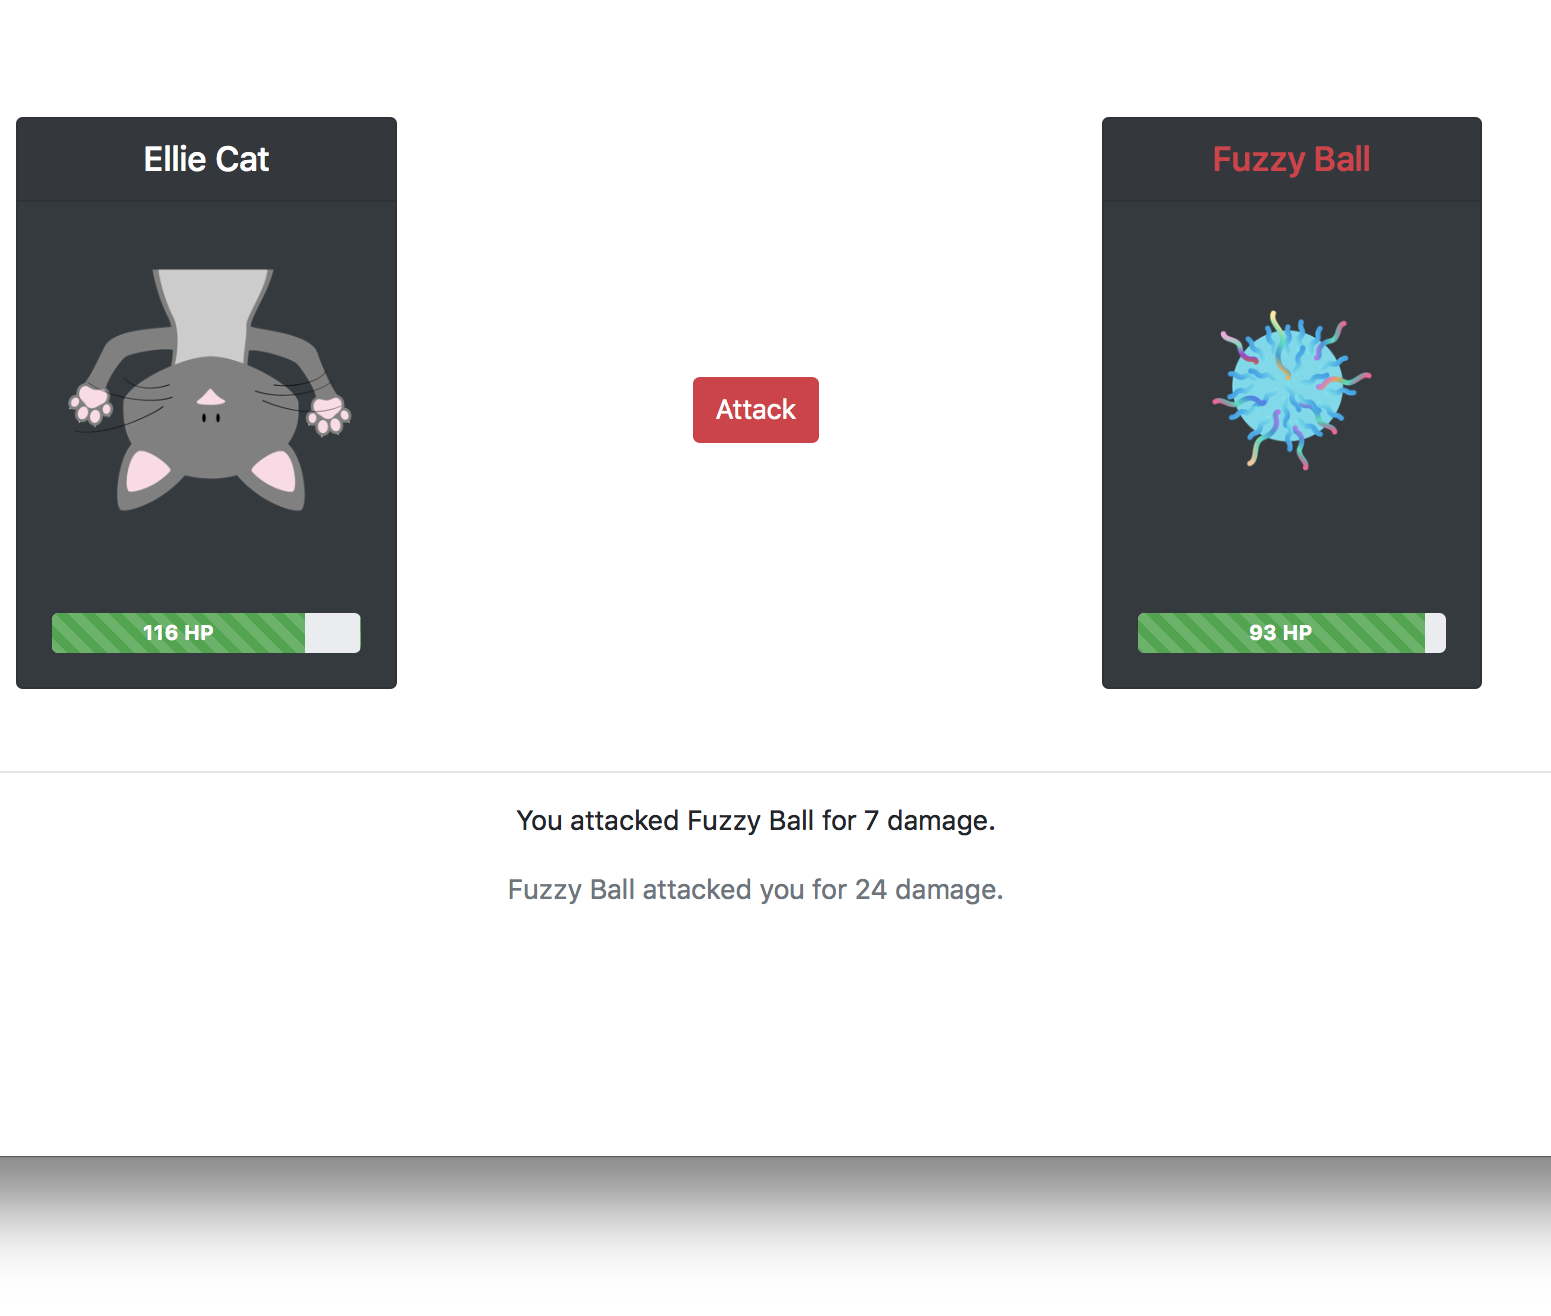 Ellie Cat
Fuzzy Ball
Attack
116 HP
93 HP
You attacked Fuzzy Ball for 7 damage.
Fuzzy Ball attacked you for 24 damage.